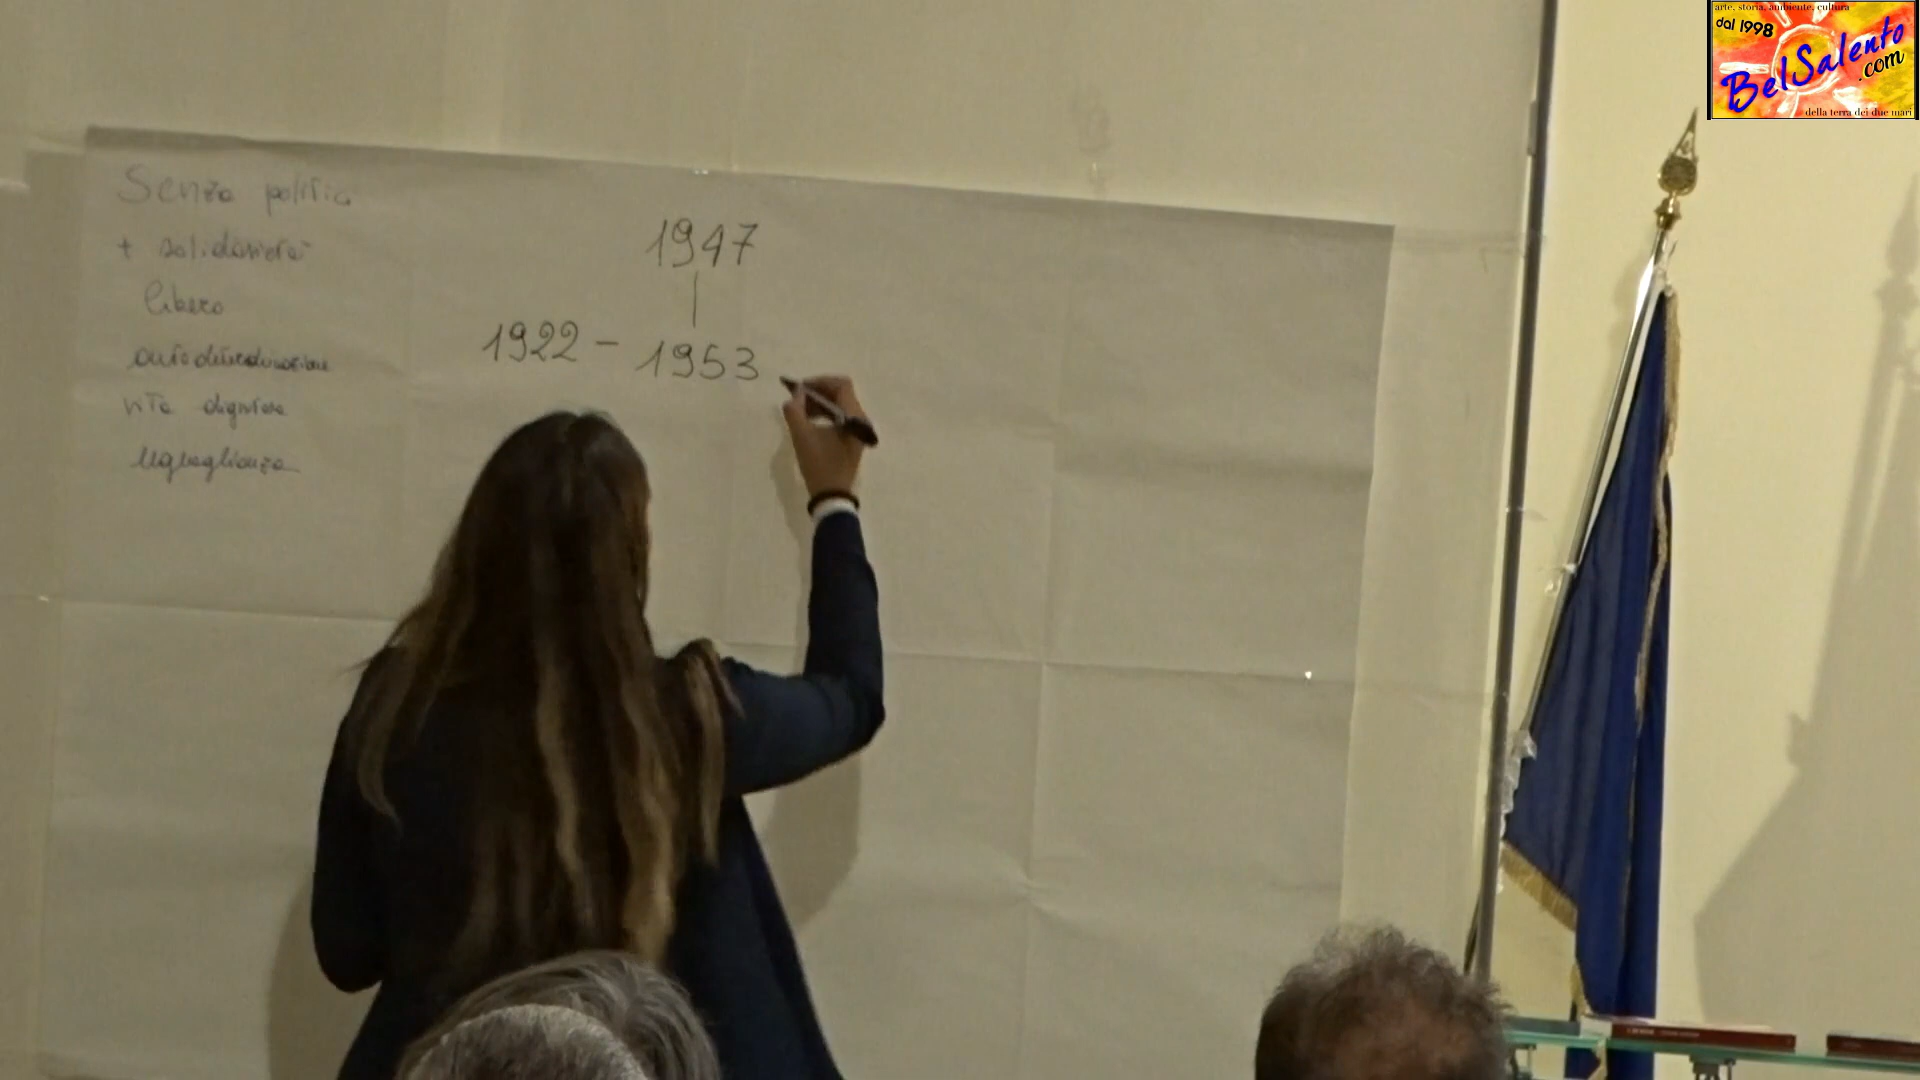 arte, storia, ambiente, cultura
dal 1998
BelSalento
.com
della terra dei due mari
Senza politica
+ solidarietà
libero
autodeterminazione
vita dignitosa
uguaglianza
1947
1922 - 1953